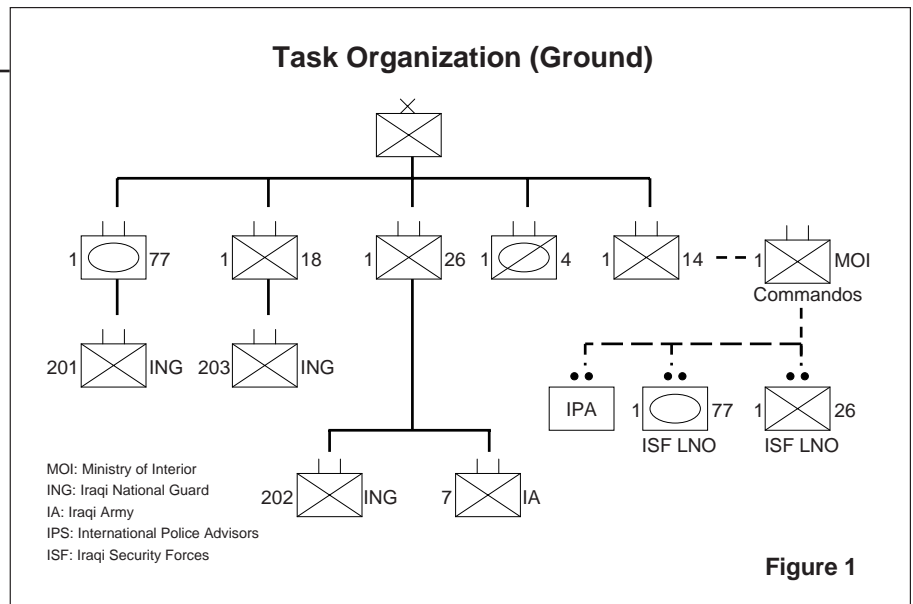 Task Organization (Ground)
1 77
1 18
1 26
1 4
1 14
1 MOI
Commandos
201 ING
203 ING
IPA
1 77
ISF LNO
1 26
ISF LNO
202 ING
7 IA
MOI: Ministry of Interior
ING: Iraqi National Guard
IA: Iraqi Army
IPS: International Police Advisors
ISF: Iraqi Security Forces
Figure 1